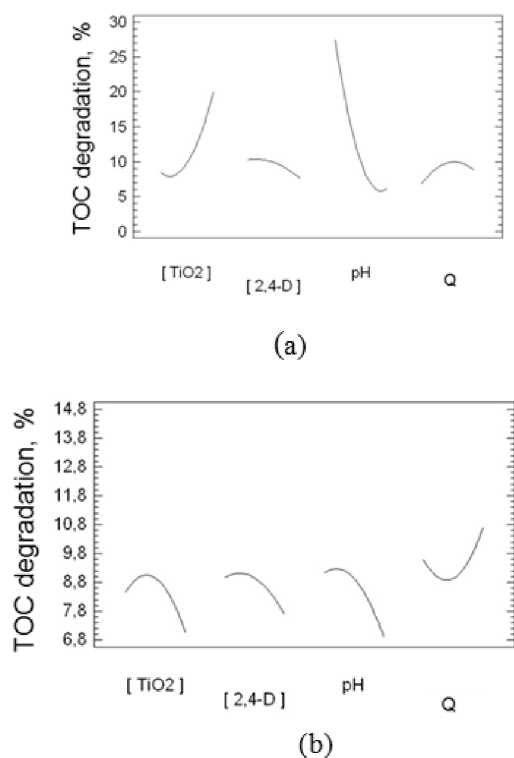 TOC degradation, %
30
25
20
15
10
5
0
[ TiO2 ]
[ 2,4-D ]
pH
Q
(a)
TOC degradation, %
14,8
13,8
12,8
11,8
10,8
9,8
8,8
7,8
6,8
[ TiO2 ]
[ 2,4-D ]
pH
Q
(b)